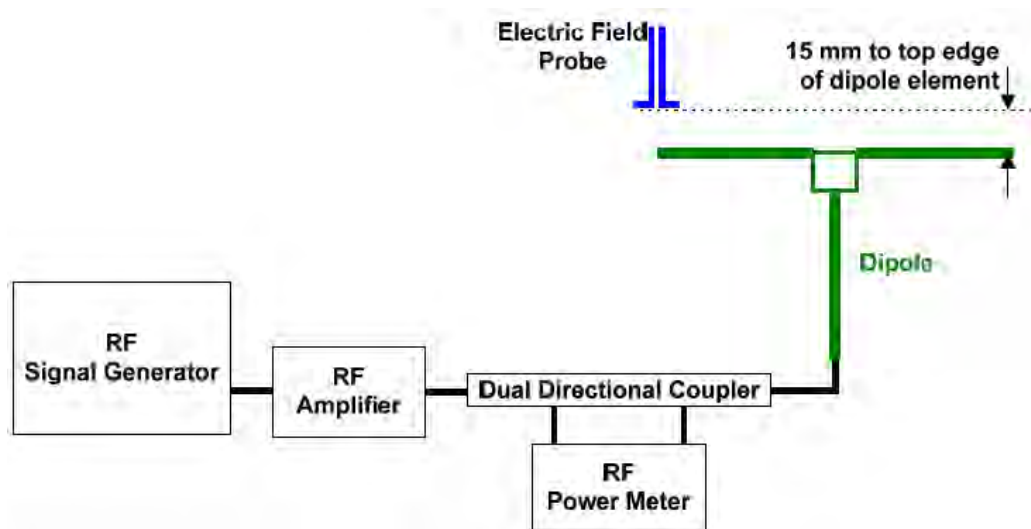 Electric Field
Probe
15 mm to top edge
of dipole element
Dipole
RF
Signal Generator
RF
Amplifier
Dual Directional Coupler
RF
Power Meter